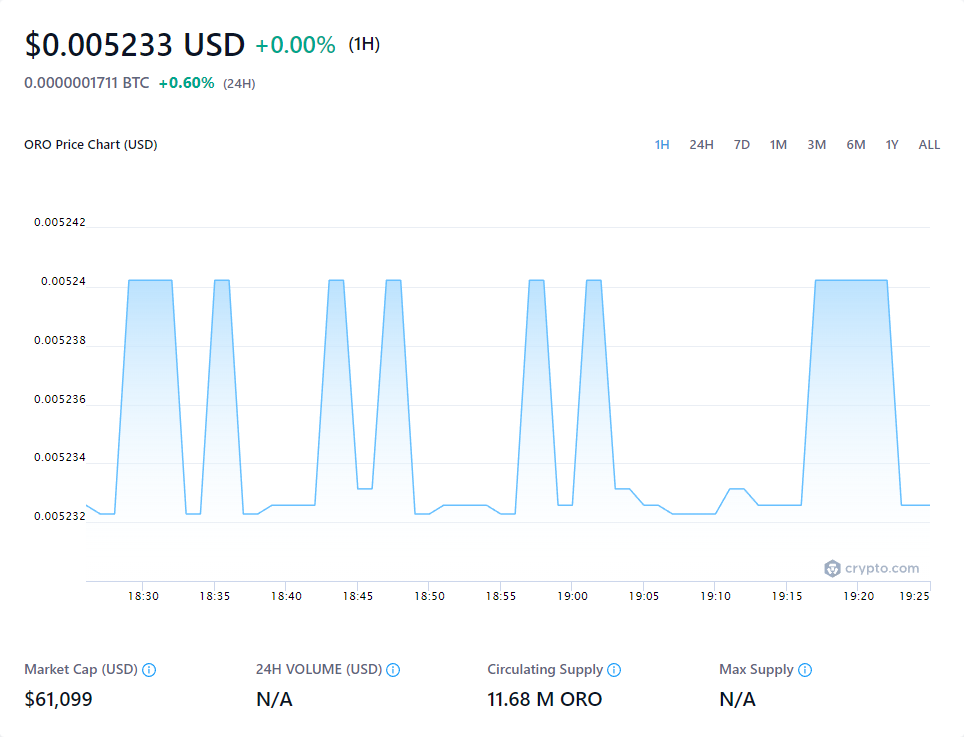 $0.005233 USD +0.00% (1H)
0.0000001711 BTC +0.60% (24H)
ORO Price Chart (USD) 1H 24H 7D 1M 3M 6M 1Y ALL
0.005242
0.00524
0.005238
0.005236
0.005234
0.005232
crypto.com
18:30 18:35 18:40 18:45 18:50 18:55 19:00 19:05 19:10 19:15 19:20 19:25
Market Cap (USD) 24H VOLUME (USD) Circulating Supply Max Supply
$61,099 N/A 11.68 M ORO N/A